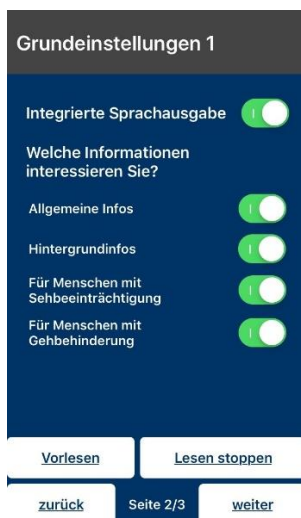 Grundeinstellungen 1
Integrierte Sprachausgabe
Welche Informationen
interessieren Sie?
Allgemeine Infos
Hintergrundinfos
Für Menschen mit
Sehbeeinträchtigung
Für Menschen mit
Gehbehinderung
Vorlesen
Lesen stoppen
zurück
Seite 2/3
weiter